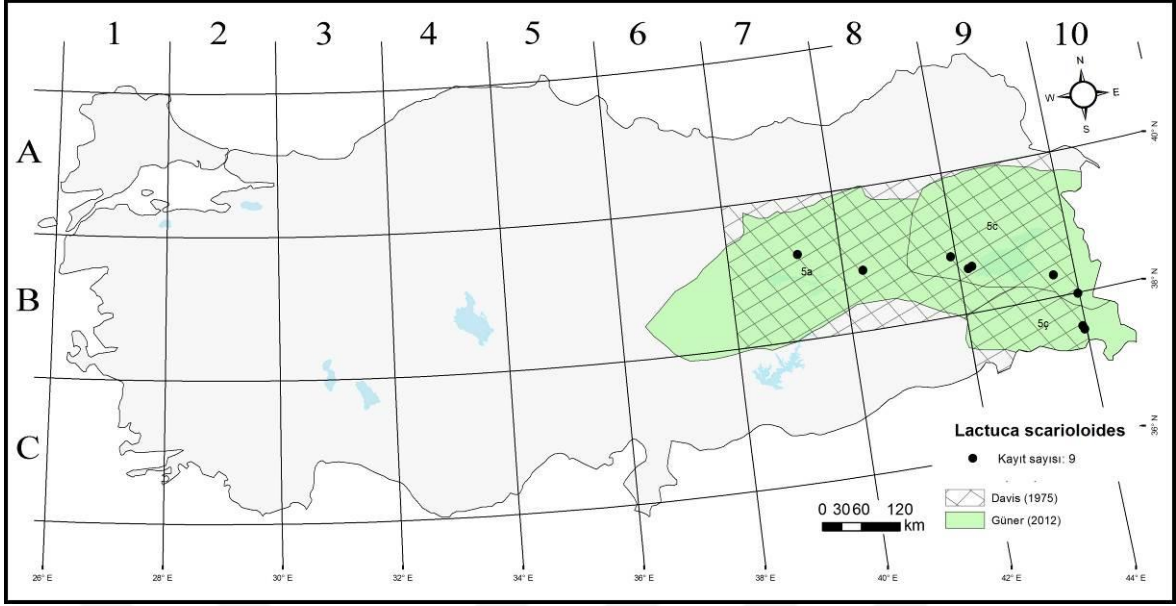 1 2 3 4 5 6 7 8 9 10
N
W E
S
A
40° N
5c
5a
38° N
B
5ç
36° N
C
Lactuca scarioloides
Kayıt sayısı: 9
Davis (1975)
Güner (2012)
0 30 60 120
km
26° E 28° E 30° E 32° E 34° E 36° E 38° E 40° E 42° E 44° E